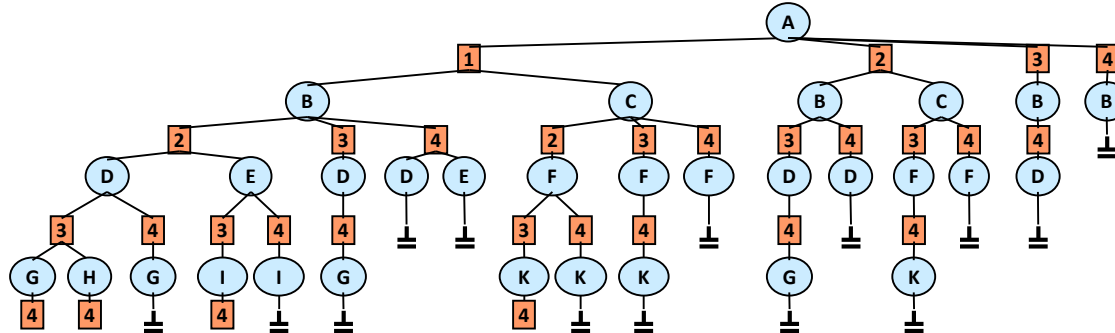 A
1 2 3 4
B C B C B B
2 3 4 2 3 4 3 4 3 4 4
D E D D E F F F D D F F D
3 4 3 4 4 3 4 4 4 4
G H G I I G K K K G K
4 4 4 4